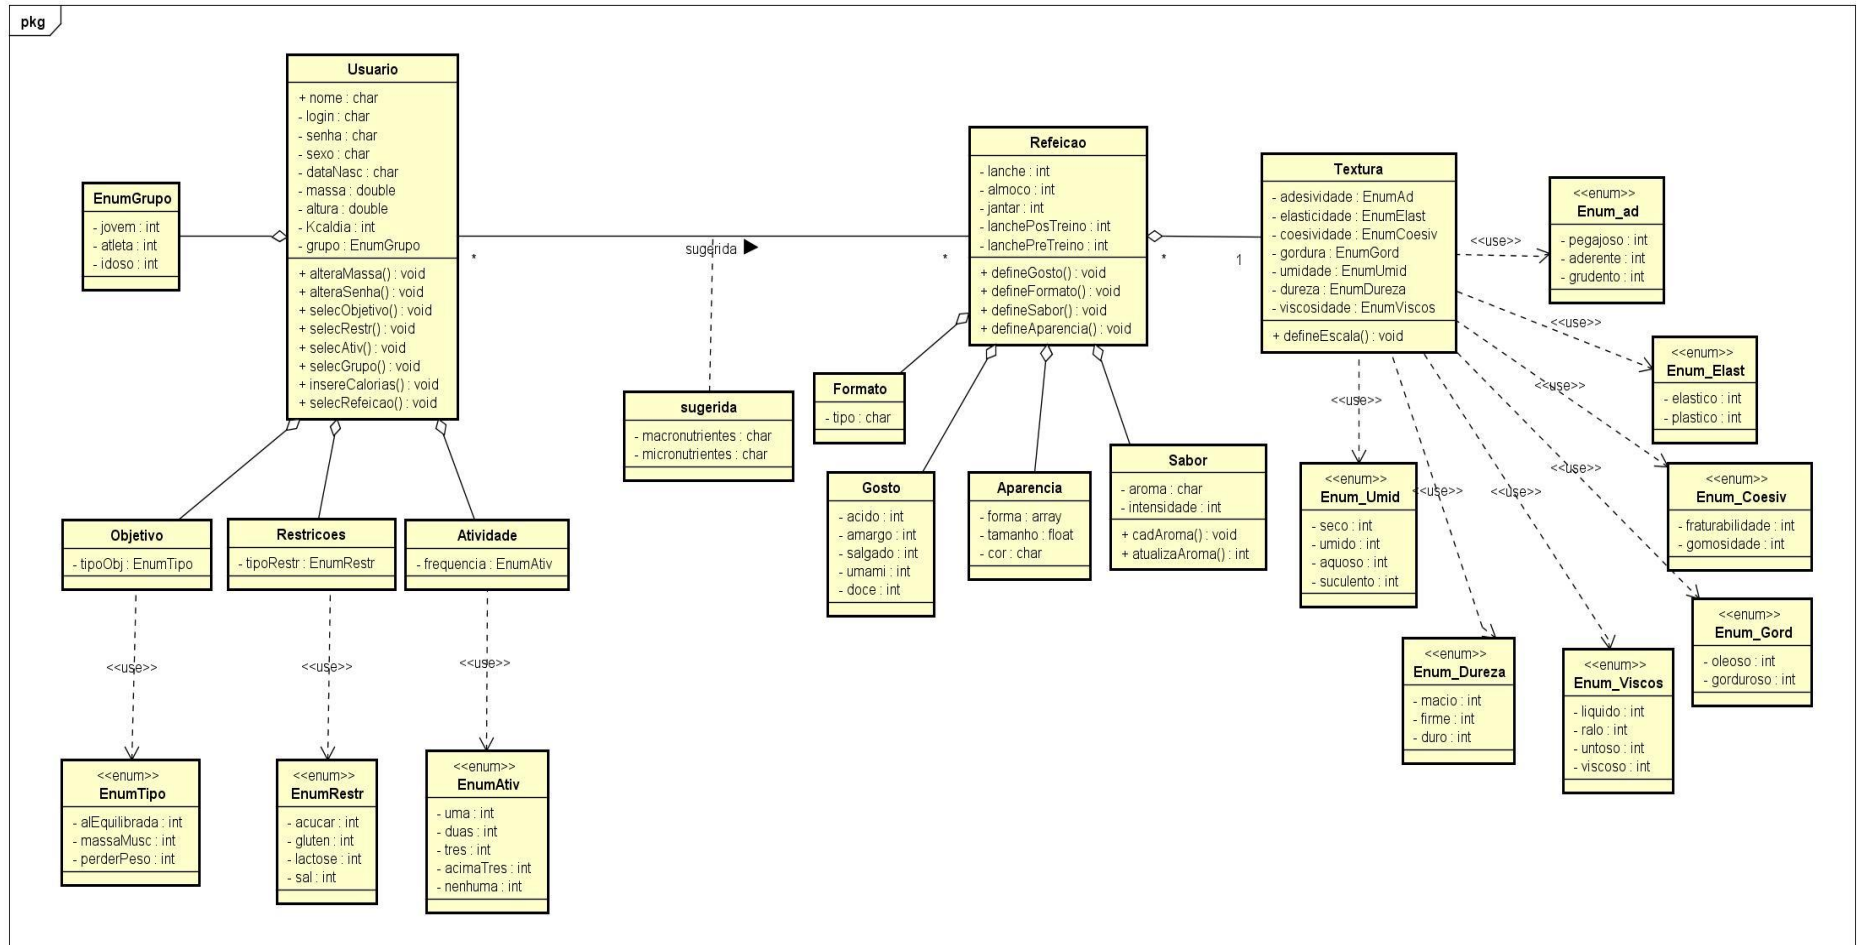 pkg
Usuario
+ nome : char
- login : char
- senha : char
- sexo : char
- dataNasc : char
- massa : double
- altura : double
- Kcaldia : int
- grupo : EnumGrupo
+ alteraMassa() : void
+ alteraSenha() : void
+ selecObjetivo() : void
+ selecRestr() : void
+ selecAtiv() : void
+ selecGrupo() : void
+ insereCalorias() : void
+ selecRefeicao() : void
EnumGrupo
- jovem : int
- atleta : int
- idoso : int
sugerida
*
*
sugerida
- macronutrientes : char
- micronutrientes : char
Refeicao
- lanche : int
- almoco : int
- jantar : int
- lanchePosTreino : int
- lanchePreTreino : int
+ defineGosto() : void
+ defineFormato() : void
+ defineSabor() : void
+ defineAparencia() : void
*
1
Textura
- adesividade : EnumAd
- elasticidade : EnumElast
- coesividade : EnumCoesiv
- gordura : EnumGord
- umidade : EnumUmid
- dureza : EnumDureza
- viscosidade : EnumViscos
+ defineEscala() : void
<<use>>
<<enum>>
Enum_ad
- pegajoso : int
- aderente : int
- grudento : int
<<use>>
<<enum>>
Enum_Elast
- elastico : int
- plastico : int
<<use>>
<<enum>>
Enum_Coesiv
- fraturabilidade : int
- gomosidade : int
<<use>>
<<enum>>
Enum_Umid
- seco : int
- umido : int
- aquoso : int
- suculento : int
<<use>>
<<enum>>
Enum_Dureza
- macio : int
- firme : int
- duro : int
<<use>>
<<enum>>
Enum_Viscos
- liquido : int
- ralo : int
- untoso : int
- viscoso : int
<<use>>
<<enum>>
Enum_Gord
- oleoso : int
- gorduroso : int
Formato
- tipo : char
Gosto
- acido : int
- amargo : int
- salgado : int
- umami : int
- doce : int
Aparencia
- forma : array
- tamanho : float
- cor : char
Sabor
- aroma : char
- intensidade : int
+ cadAroma() : void
+ atualizaAroma() : int
Objetivo
- tipoObj : EnumTipo
Restricoes
- tipoRestr : EnumRestr
Atividade
- frequencia : EnumAtiv
<<use>>
<<use>>
<<use>>
<<enum>>
EnumTipo
- alEquilibrada : int
- massaMusc : int
- perderPeso : int
<<enum>>
EnumRestr
- acucar : int
- gluten : int
- lactose : int
- sal : int
<<enum>>
EnumAtiv
- uma : int
- duas : int
- tres : int
- acimaTres : int
- nenhuma : int